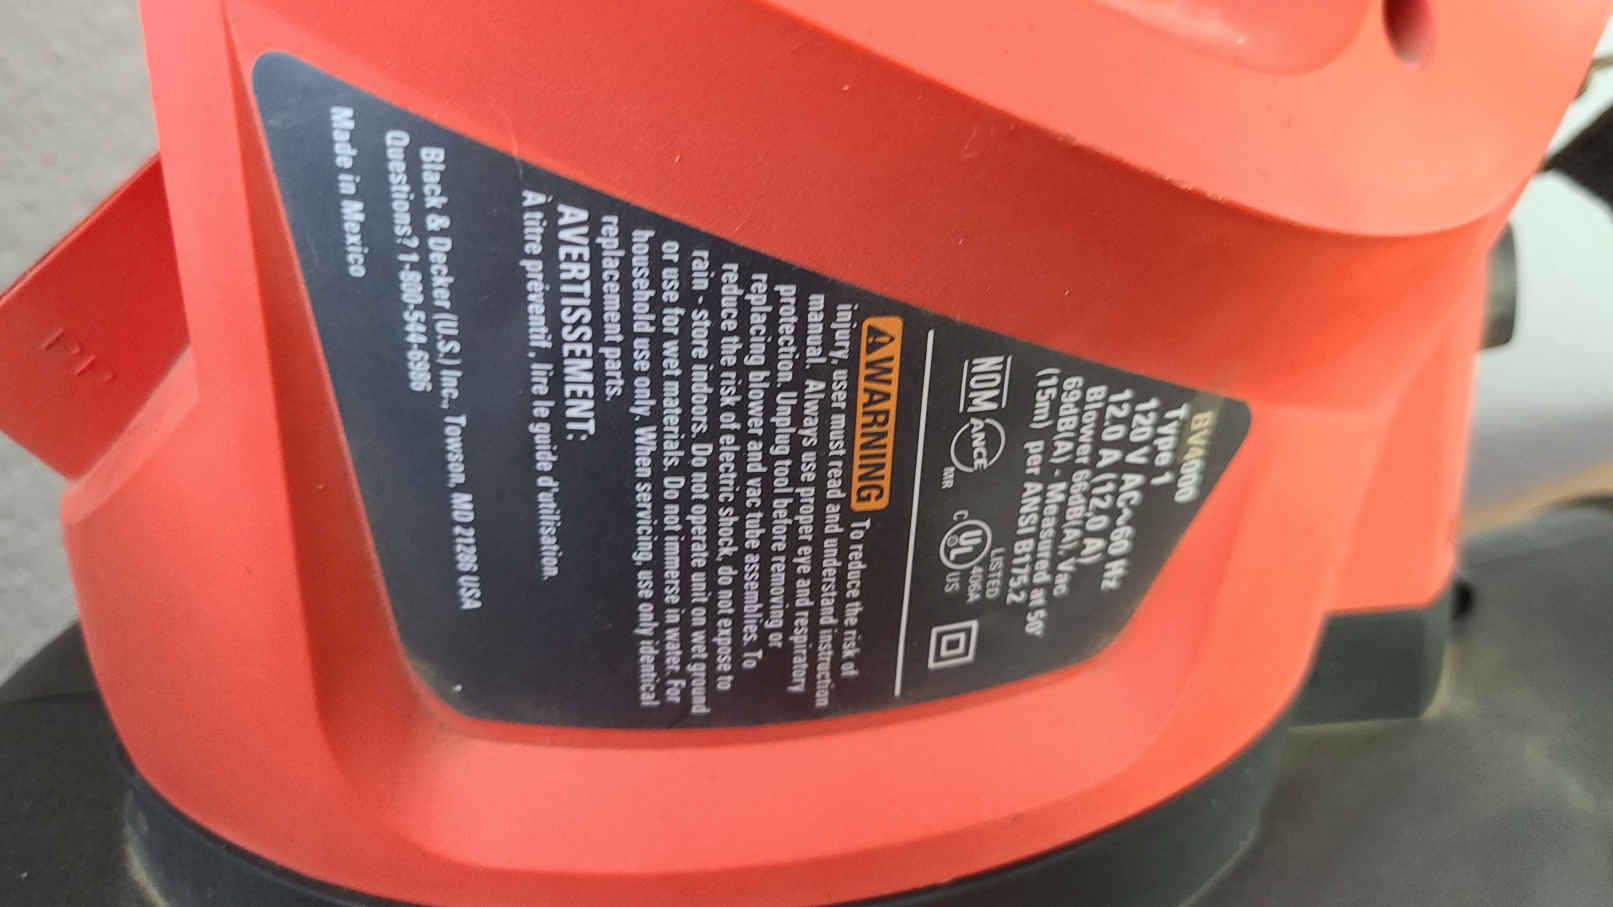 BV4000
Type 1
120 V AC~60 Hz
12.0 A (12.0 A)
Blower 66dB(A), Vac
69dB(A) - Measured at 50'
(15m) per ANSI B175.2
NOM ANCE
C UL US
LISTED
406A
WARNING To reduce the risk of
injury, user must read and understand instruction
manual. Always use proper eye and respiratory
protection. Unplug tool before removing or
replacing blower and vac tube assemblies. To
reduce the risk of electric shock, do not expose to
rain - store indoors. Do not operate unit on wet ground
or use for wet materials. Do not immerse in water. For
household use only. When servicing, use only identical
replacement parts.
AVERTISSEMENT:
À titre préventif, lire le guide d'utilisation.
Black & Decker (U.S.) Inc., Towson, MD 21286 USA
Questions? 1-800-544-6986
Made in Mexico